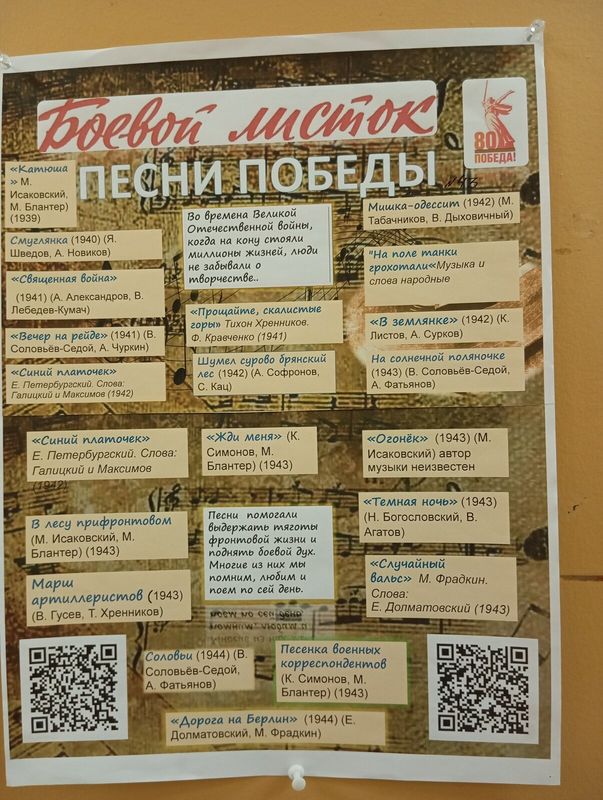 Боевой листок
80
ПОБЕДА!
ПЕСНИ ПОБЕДЫ
«Катюша
» М.
Исаковский,
М. Блантер)
(1939)
Смуглянка (1940) (Я.
Шведов, А. Новиков)
«Священная война»
(1941) (А. Александров, В.
Лебедев-Кумач)
«Вечер на рейде» (1941) (В.
Соловьёв-Седой, А. Чуркин)
«Синий платочек»
Е. Петербургский. Слова:
Галицкий и Максимов (1942)
Во времена Великой
Отечественной войны,
когда на кону стояли
миллионы жизней, люди
не забывали о
творчестве..
«Прощайте, скалистые
горы» Тихон Хренников.
Ф. Кравченко (1941)
Шумел сурово брянский
лес (1942) (А. Софронов,
С. Кац)
Мишка-одессит (1942) (М.
Табачников, В. Дыховичный)
"На поле танки
грохотали«Музыка и
слова народные
«В землянке» (1942) (К.
Листов, А. Сурков)
На солнечной поляночке
(1943) (В. Соловьёв-Седой,
А. Фатьянов)
«Синий платочек»
Е. Петербургский. Слова:
Галицкий и Максимов
(1942)
«Жди меня» (К.
Симонов, М.
Блантер) (1943)
«Огонёк» (1943) (М.
Исаковский) автор
музыки неизвестен
В лесу прифронтовом
(М. Исаковский, М.
Блантер) (1943)
Песни помогали
выдержать тяготы
фронтовой жизни и
поднять боевой дух.
Многие из них мы
помним, любим и
поем по сей день.
«Темная ночь» (1943)
(Н. Богословский, В.
Агатов)
Марш
артиллеристов (1943)
(В. Гусев, Т. Хренников)
«Случайный
вальс» М. Фрадкин.
Слова:
Е. Долматовский (1943)
Соловьи (1944) (В.
Соловьёв-Седой,
А. Фатьянов)
Песенка военных
корреспондентов
(К. Симонов, М.
Блантер) (1943)
«Дорога на Берлин» (1944) (Е.
Долматовский, М. Фрадкин)